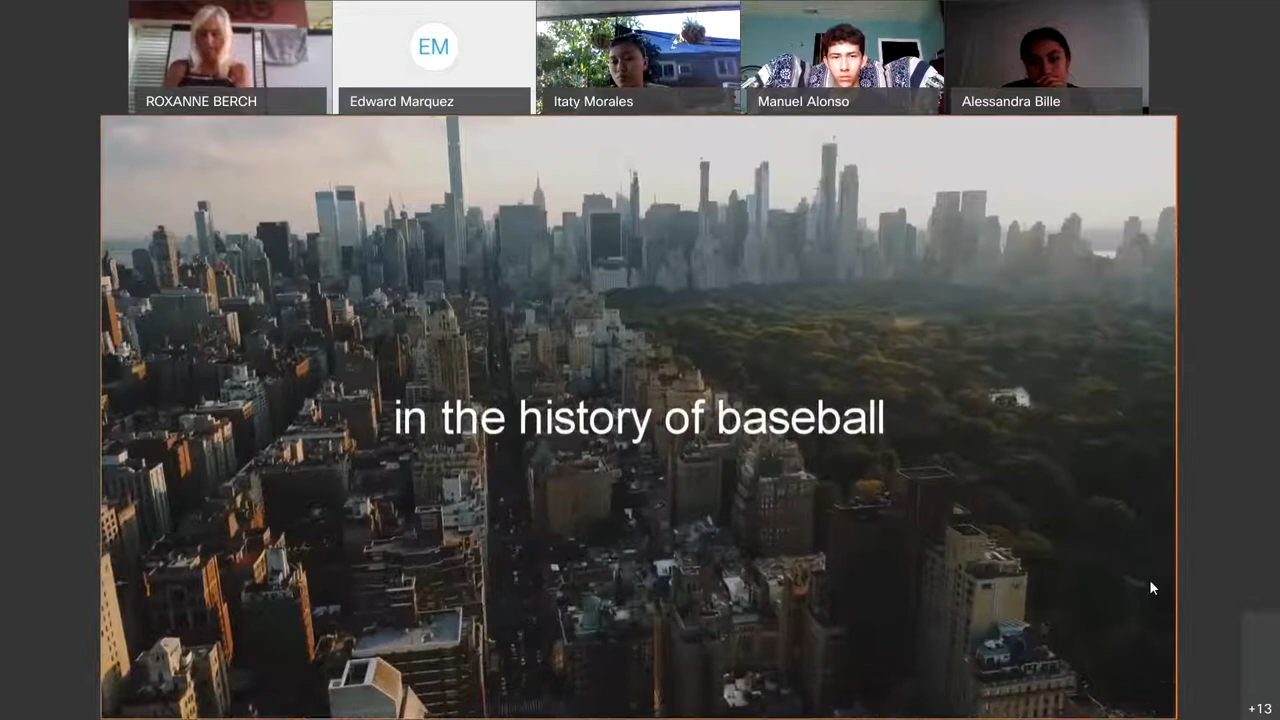 EM
ROXANNE BERCH
Edward Marquez
Itaty Morales
Manuel Alonso
Alessandra Bille
in the history of baseball
+13